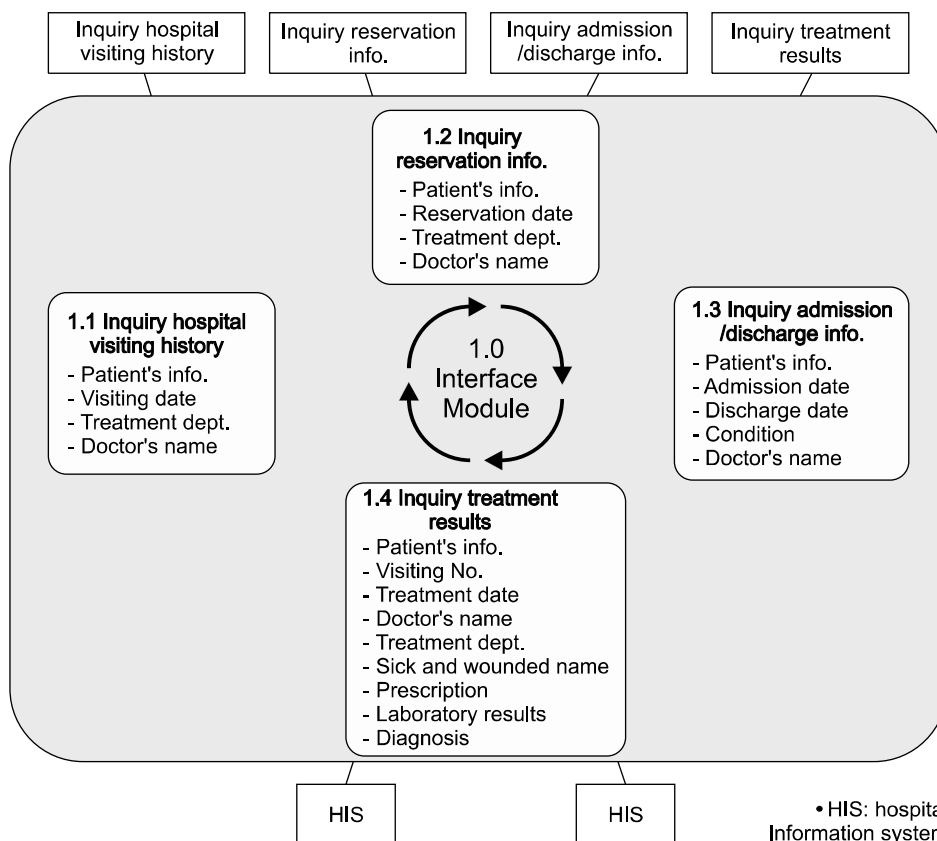 Inquiry hospital
visiting history
Inquiry reservation
info.
Inquiry admission
/discharge info.
Inquiry treatment
results
1.2 Inquiry
reservation info.
- Patient's info.
- Reservation date
- Treatment dept.
- Doctor's name
1.1 Inquiry hospital
visiting history
- Patient's info.
- Visiting date
- Treatment dept.
- Doctor's name
1.0
Interface
Module
1.3 Inquiry admission
/discharge info.
- Patient's info.
- Admission date
- Discharge date
- Condition
- Doctor's name
1.4 Inquiry treatment
results
- Patient's info.
- Visiting No.
- Treatment date
- Doctor's name
- Treatment dept.
- Sick and wounded name
- Prescription
- Laboratory results
- Diagnosis
HIS
HIS
• HIS: hospital
Information system